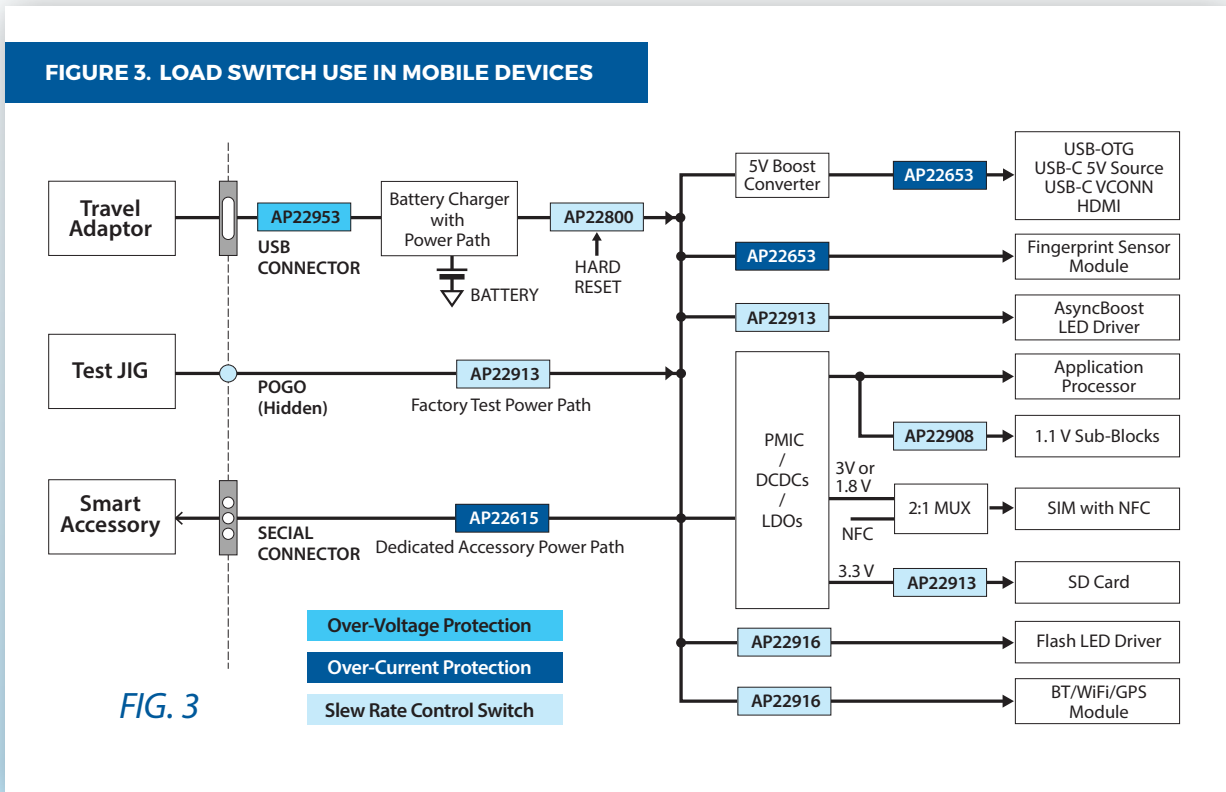 FIGURE 3. LOAD SWITCH USE IN MOBILE DEVICES
Travel
Adaptor
AP22953
USB
CONNECTOR
Battery Charger
with
Power Path
BATTERY
AP22800
HARD
RESET
5V Boost
Converter
AP22653
USB-OTG
USB-C 5V Source
USB-C VCONN
HDMI
AP22653
Fingerprint Sensor
Module
AP22913
AsyncBoost
LED Driver
Test JIG
POGO
(Hidden)
AP22913
Factory Test Power Path
PMIC
/
DCDCs
/
LDOs
Application
Processor
AP22908
1.1 V Sub-Blocks
3V or
1.8 V
NFC
2:1 MUX
SIM with NFC
3.3 V
AP22913
SD Card
Smart
Accessory
SECIAL
CONNECTOR
AP22615
Dedicated Accessory Power Path
AP22916
Flash LED Driver
AP22916
BT/WiFi/GPS
Module
Over-Voltage Protection
Over-Current Protection
Slew Rate Control Switch
FIG. 3